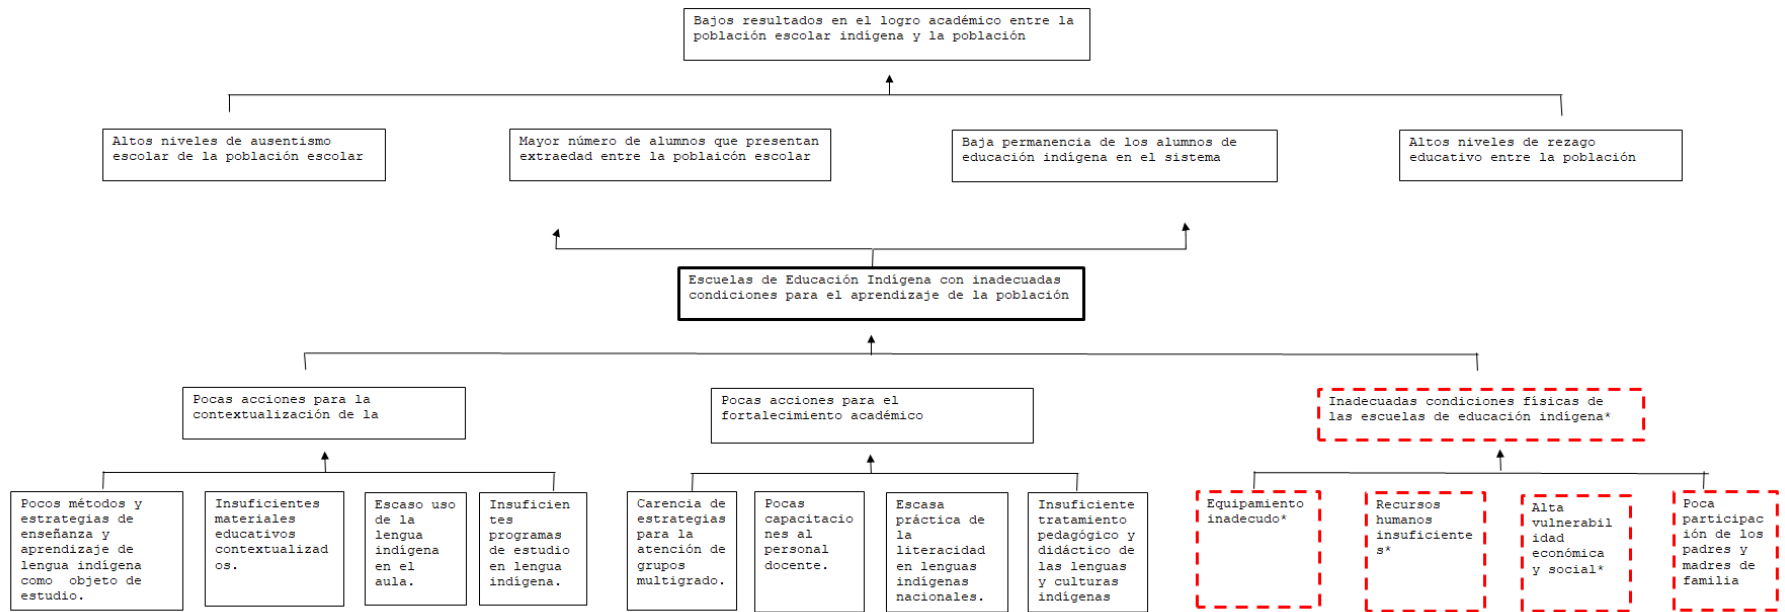 Bajos resultados en el logro académico entre la
población escolar indígena y la población
Altos niveles de ausentismo
escolar de la población escolar
Mayor número de alumnos que presentan
extraedad entre la poblaicón escolar
Baja permanencia de los alumnos de
educación indígena en el sistema
Altos niveles de rezago
educativo entre la población
Escuelas de Educación Indígena con inadecuadas
condiciones para el aprendizaje de la población
Pocas acciones para la
contextualización de la
Pocas acciones para el
fortalecimiento académico
Inadecuadas condiciones físicas de
las escuelas de educación indígena*
Pocos métodos y
estrategias de
enseñanza y
aprendizaje de
lengua indígena
como objeto de
estudio.
Insuficientes
materiales
educativos
contextualizad
os.
Escaso uso
de la
lengua
indígena
en el
aula.
Insuficien
tes
programas
de estudio
en lengua
indígena.
Carencia de
estrategias
para la
atención de
grupos
multigrado.
Pocas
capacitacio
nes al
personal
docente.
Escasa
práctica de
la
literacidad
en lenguas
indígenas
nacionales.
Insuficiente
tratamiento
pedagógico y
didáctico de
las lenguas
y culturas
indígenas
Equipamiento
inadecudo*
Recursos
humanos
insuficiente
s*
Alta
vulnerabil
idad
económica
y social*
Poca
participac
ión de los
padres y
madres de
familia